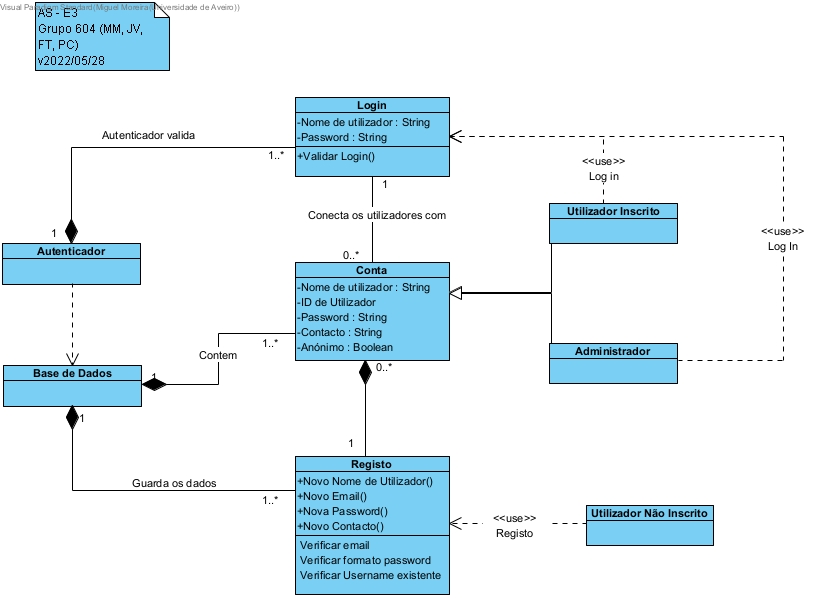 Visual Paradigm Standard(Miguel Moreira(Universidade de Aveiro))
AS - E3
Grupo 604 (MM, JV,
FT, PC)
v2022/05/28
Login
-Nome de utilizador : String
-Password : String
+Validar Login()
Autenticador valida
1..*
1
1
Conecta os utilizadores com
0..*
<<use>>
Log in
Utilizador Inscrito
<<use>>
Log In
Autenticador
Conta
-Nome de utilizador : String
-ID de Utilizador
-Password : String
-Contacto : String
-Anónimo : Boolean
1..*
Contem
1
Base de Dados
Administrador
0..*
1
1
Guarda os dados
1..*
Registo
+Novo Nome de Utilizador()
+Novo Email()
+Nova Password()
+Novo Contacto()
Verificar email
Verificar formato password
Verificar Username existente
<<use>>
Registo
Utilizador Não Inscrito